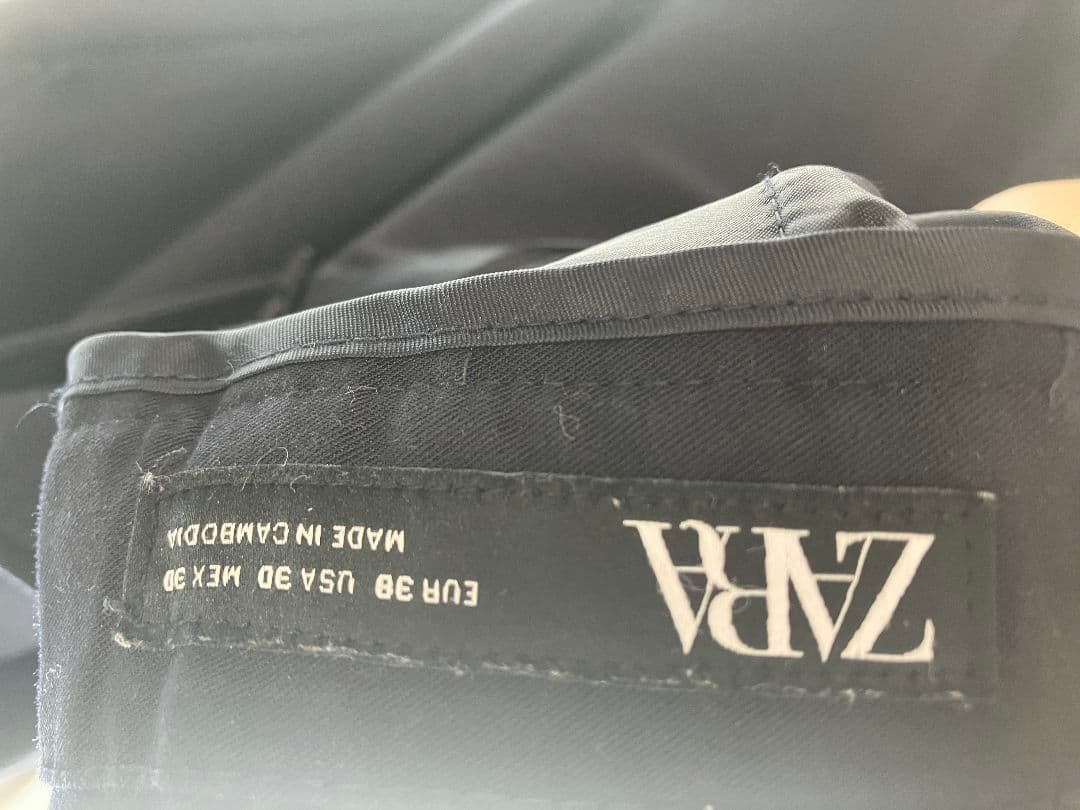 ZARA
EUR 38 USA 30 MEX 30
MADE IN CAMBODIA